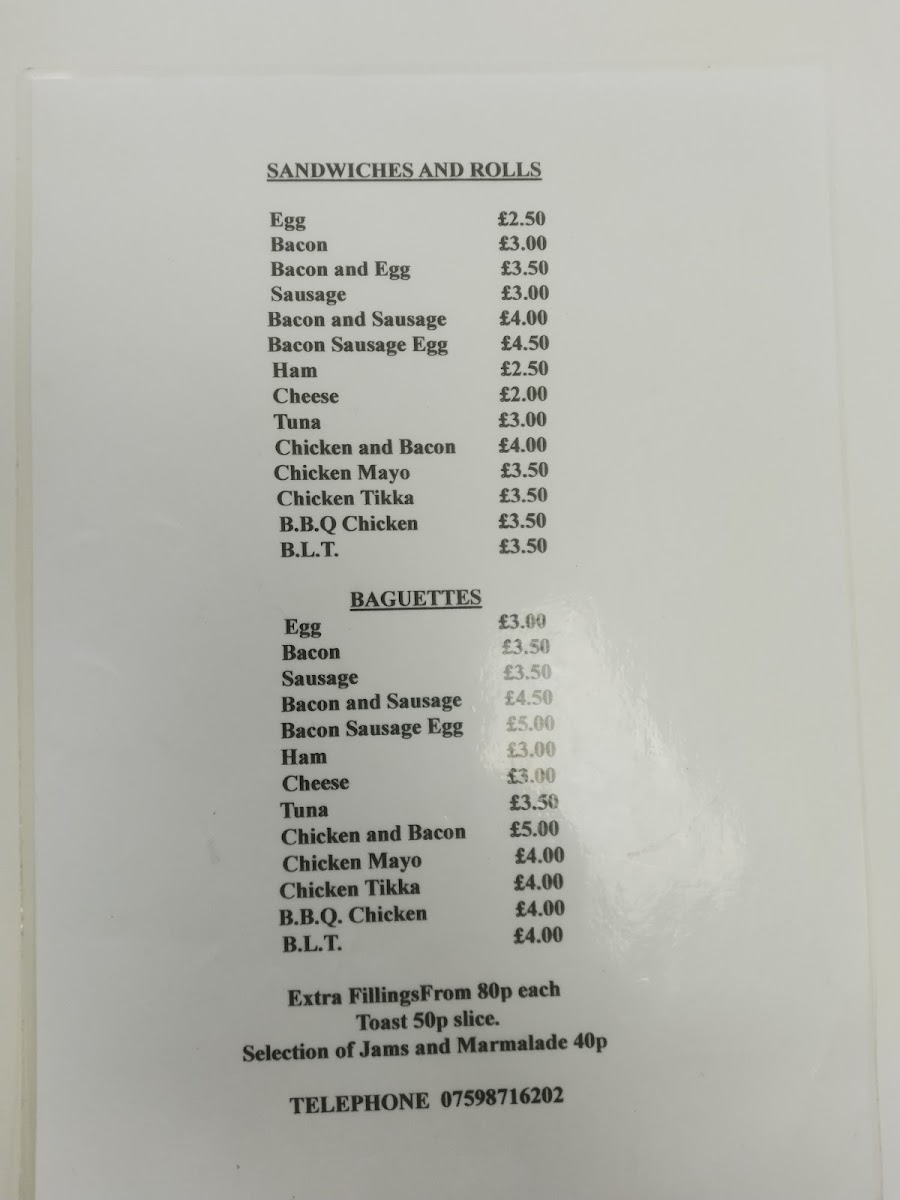 SANDWICHES AND ROLLS
Egg £2.50
Bacon £3.00
Bacon and Egg £3.50
Sausage £3.00
Bacon and Sausage £4.00
Bacon Sausage Egg £4.50
Ham £2.50
Cheese £2.00
Tuna £3.00
Chicken and Bacon £4.00
Chicken Mayo £3.50
Chicken Tikka £3.50
B.B.Q Chicken £3.50
B.L.T. £3.50
BAGUETTES
Egg £3.00
Bacon £3.50
Sausage £3.50
Bacon and Sausage £4.50
Bacon Sausage Egg £5.00
Ham £3.00
Cheese £3.00
Tuna £3.50
Chicken and Bacon £5.00
Chicken Mayo £4.00
Chicken Tikka £4.00
B.B.Q. Chicken £4.00
B.L.T. £4.00
Extra FillingsFrom 80p each
Toast 50p slice.
Selection of Jams and Marmalade 40p
TELEPHONE 07598716202